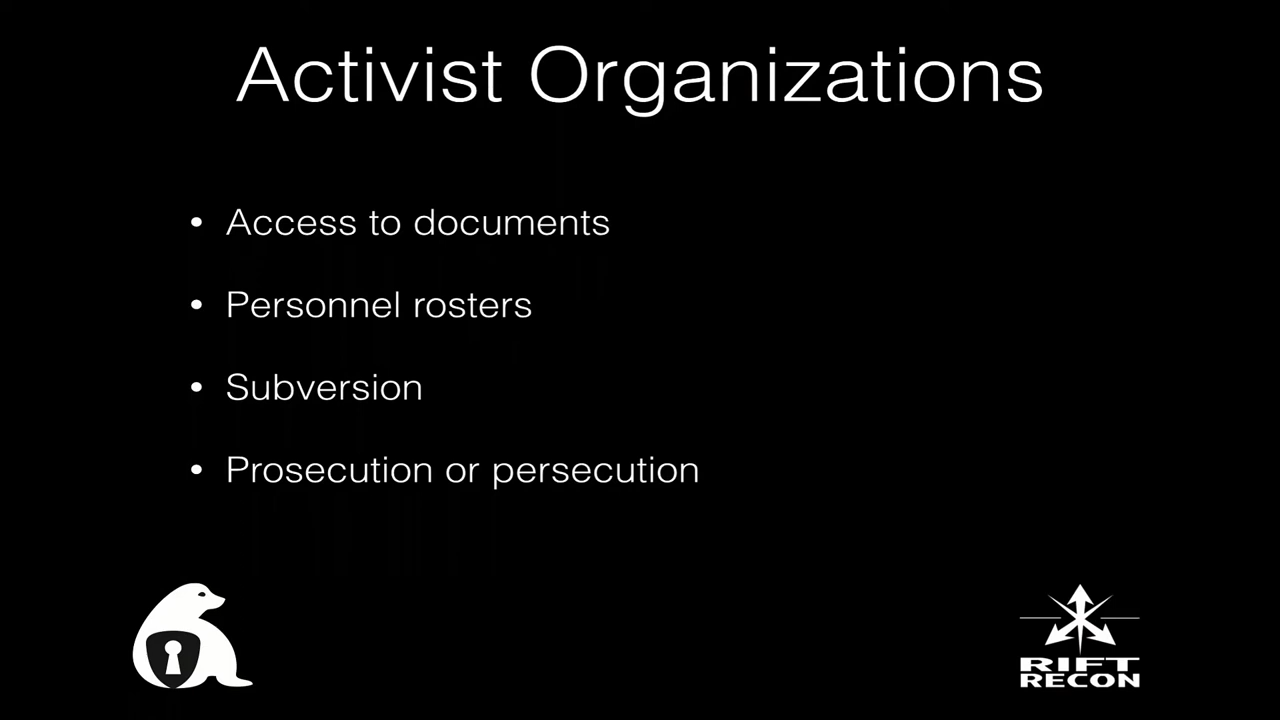 Activist Organizations
• Access to documents
• Personnel rosters
• Subversion
• Prosecution or persecution
RIFT
RECON